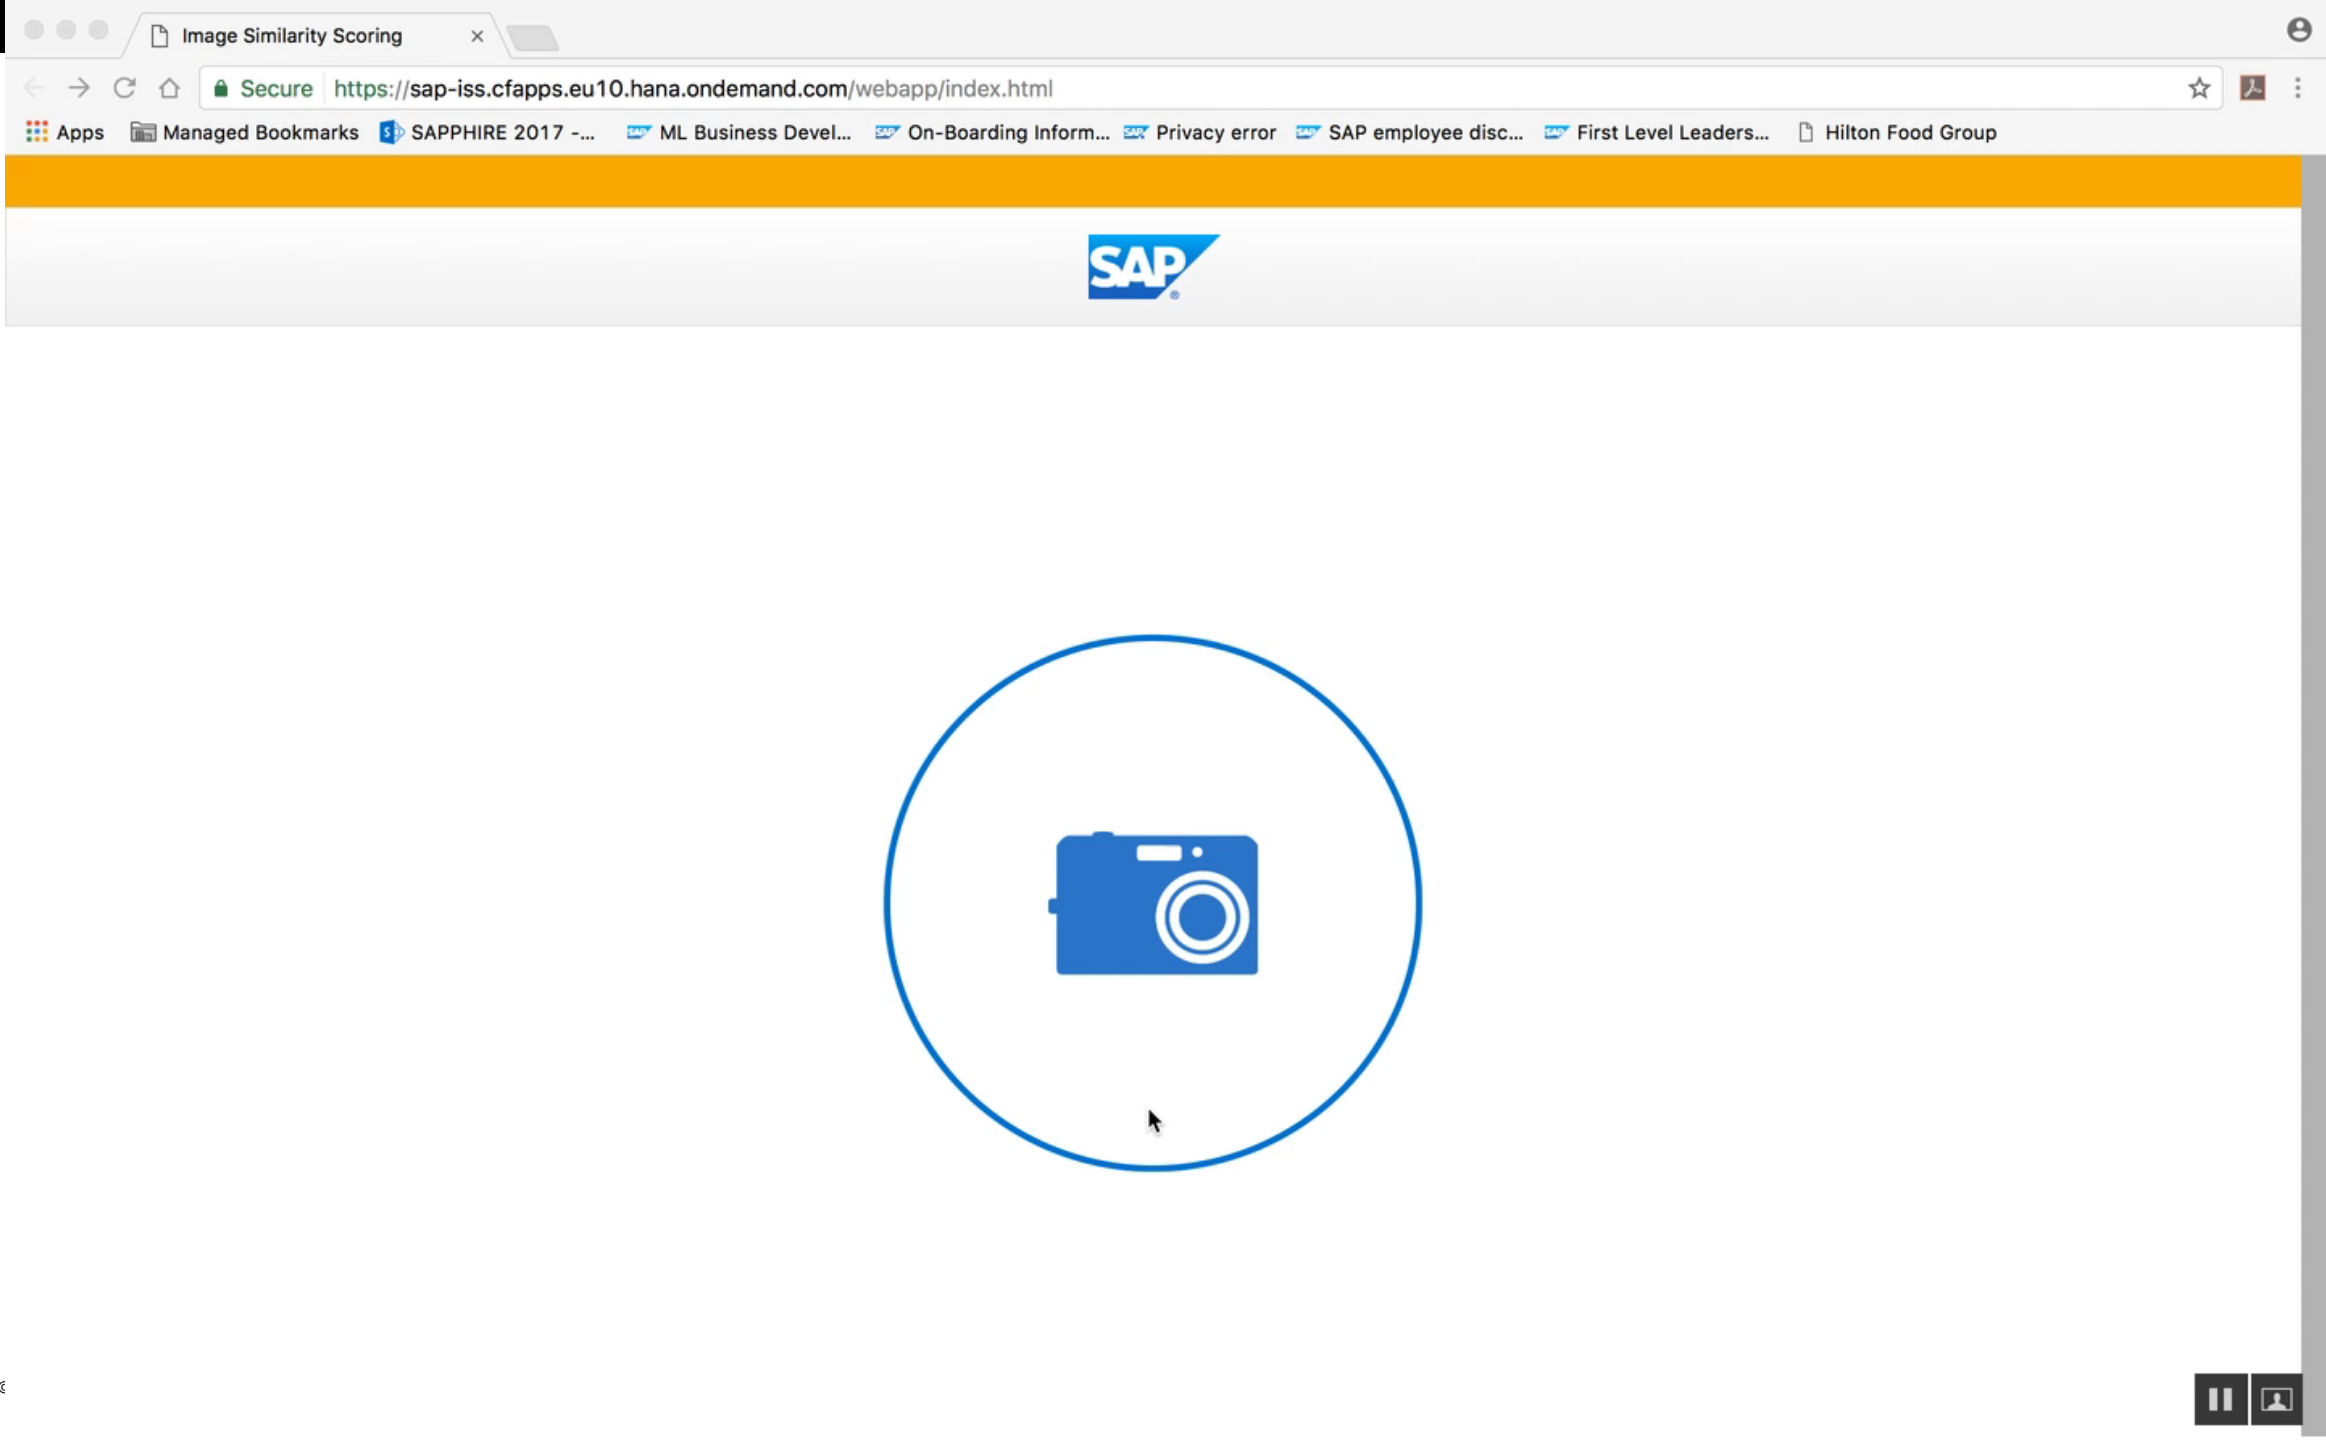 Image Similarity Scoring
Secure https://sap-iss.cfapps.eu10.hana.ondemand.com/webapp/index.html
Apps Managed Bookmarks SAPPHIRE 2017 -... ML Business Devel... On-Boarding Inform... Privacy error SAP employee disc... First Level Leaders... Hilton Food Group
SAP®